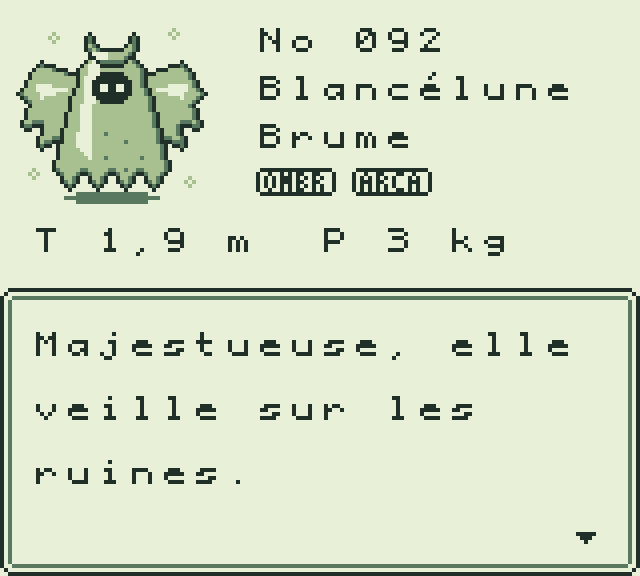 No 092
Blancélune
Brume
OMBR ARCA
T 1,9 m P 3 kg
Majestueuse, elle
veille sur les
ruines.